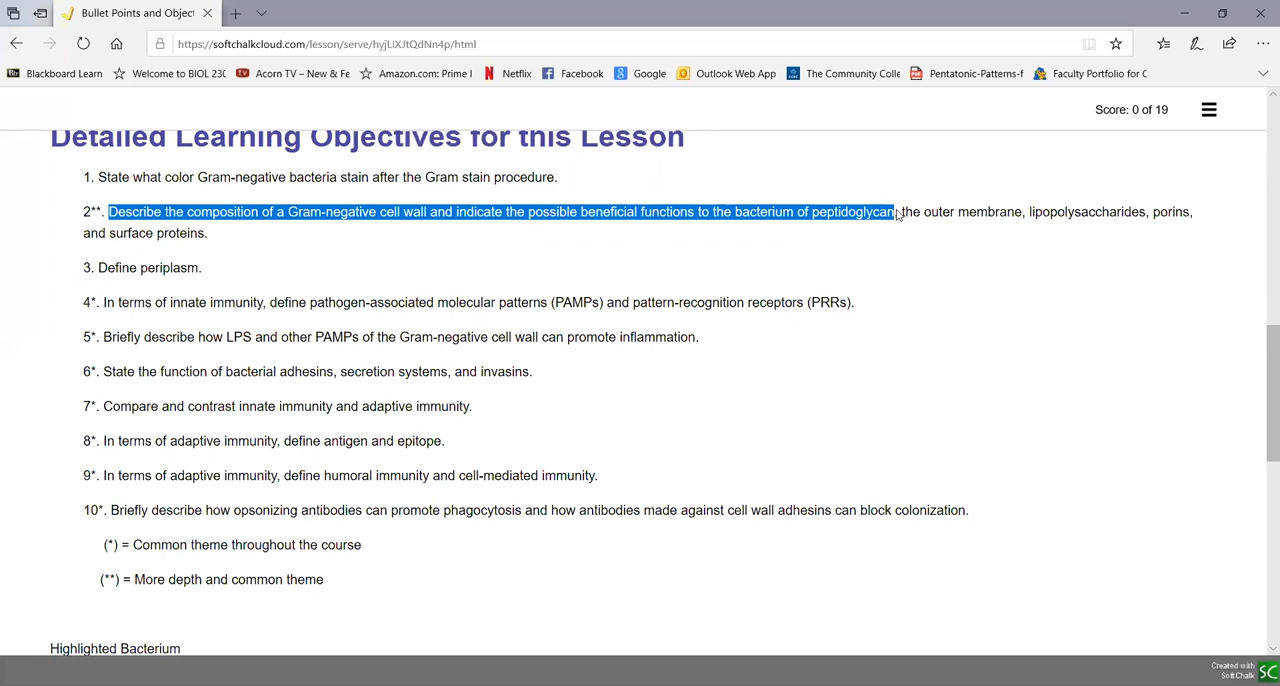 Bullet Points and Object
https://softchalkcloud.com/lesson/serve/hyjLlXJtQdNn4p/html
Blackboard Learn Welcome to BIOL 230 Acorn TV – New & Fe Amazon.com: Prime I Netflix Facebook Google Outlook Web App The Community Colle Pentatonic-Patterns-f Faculty Portfolio for C
Score: 0 of 19
Detailed Learning Objectives for this Lesson
1. State what color Gram-negative bacteria stain after the Gram stain procedure.
2**. Describe the composition of a Gram-negative cell wall and indicate the possible beneficial functions to the bacterium of peptidoglycan, the outer membrane, lipopolysaccharides, porins,
and surface proteins.
3. Define periplasm.
4*. In terms of innate immunity, define pathogen-associated molecular patterns (PAMPs) and pattern-recognition receptors (PRRs).
5*. Briefly describe how LPS and other PAMPs of the Gram-negative cell wall can promote inflammation.
6*. State the function of bacterial adhesins, secretion systems, and invasins.
7*. Compare and contrast innate immunity and adaptive immunity.
8*. In terms of adaptive immunity, define antigen and epitope.
9*. In terms of adaptive immunity, define humoral immunity and cell-mediated immunity.
10*. Briefly describe how opsonizing antibodies can promote phagocytosis and how antibodies made against cell wall adhesins can block colonization.
(*) = Common theme throughout the course
(**) = More depth and common theme
Highlighted Bacterium
Created with
SoftChalk SC